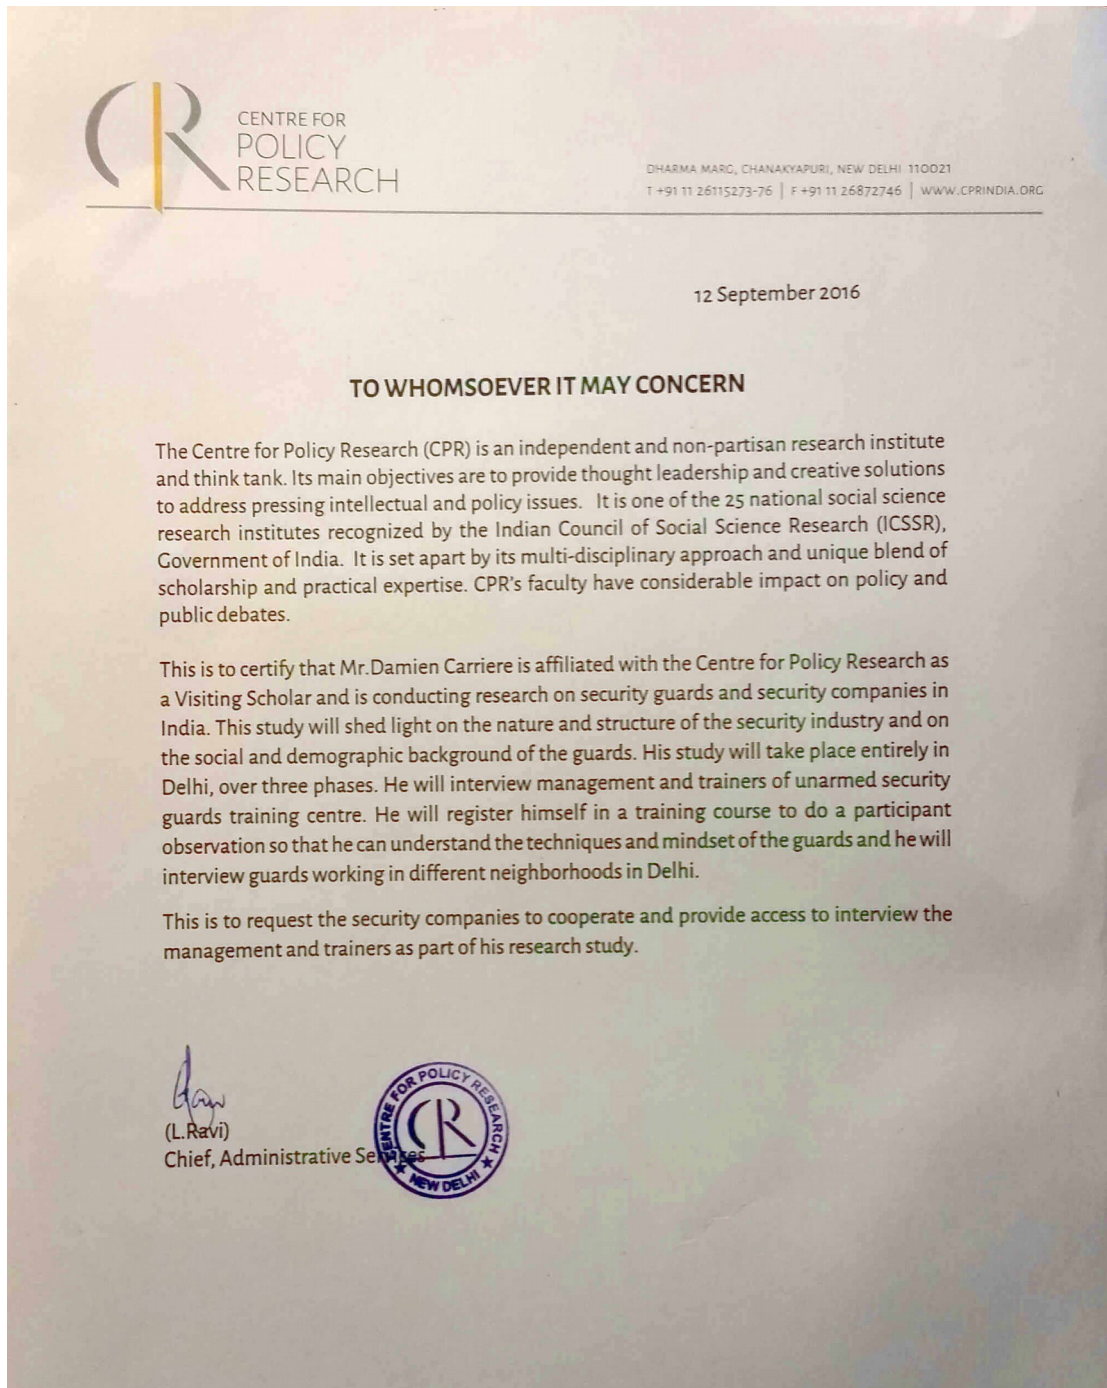 CENTRE FOR
POLICY
RESEARCH
DHARMA MARG, CHANAKYAPURI, NEW DELHI 110021
T +91 11 26115273-76 | F +91 11 26872746 | WWW.CPRINDIA.ORG
12 September 2016
TO WHOMSOEVER IT MAY CONCERN
The Centre for Policy Research (CPR) is an independent and non-partisan research institute
and think tank. Its main objectives are to provide thought leadership and creative solutions
to address pressing intellectual and policy issues. It is one of the 25 national social science
research institutes recognized by the Indian Council of Social Science Research (ICSSR),
Government of India. It is set apart by its multi-disciplinary approach and unique blend of
scholarship and practical expertise. CPR's faculty have considerable impact on policy and
public debates.
This is to certify that Mr.Damien Carriere is affiliated with the Centre for Policy Research as
a Visiting Scholar and is conducting research on security guards and security companies in
India. This study will shed light on the nature and structure of the security industry and on
the social and demographic background of the guards. His study will take place entirely in
Delhi, over three phases. He will interview management and trainers of unarmed security
guards training centre. He will register himself in a training course to do a participant
observation so that he can understand the techniques and mindset of the guards and he will
interview guards working in different neighborhoods in Delhi.
This is to request the security companies to cooperate and provide access to interview the
management and trainers as part of his research study.
(L.Ravi)
Chief, Administrative Services
CENTRE FOR POLICY RESEARCH
CR
★ NEW DELHI ★